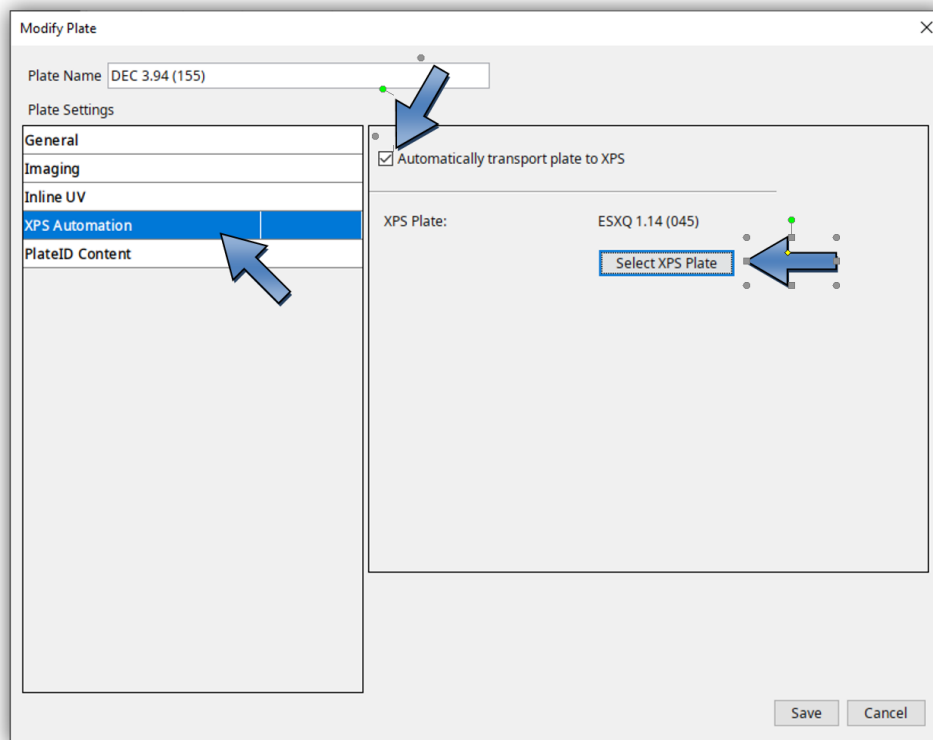 Modify Plate
Plate Name DEC 3.94 (155)
Plate Settings
General
Imaging
Inline UV
XPS Automation
PlateID Content
Automatically transport plate to XPS
XPS Plate: ESXQ 1.14 (045)
Select XPS Plate
Save Cancel